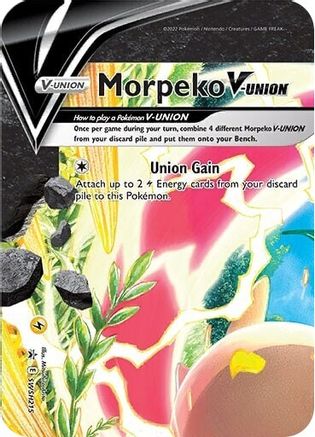 ©2022 Pokémon / Nintendo / Creatures / GAME FREAK
V-UNION
Morpeko V-UNION
How to play a Pokémon V-UNION
Once per game during your turn, combine 4 different Morpeko V-UNION
from your discard pile and put them onto your Bench.
Union Gain
Attach up to 2 Energy cards from your discard
pile to this Pokémon.
Illus.
E SWSH215